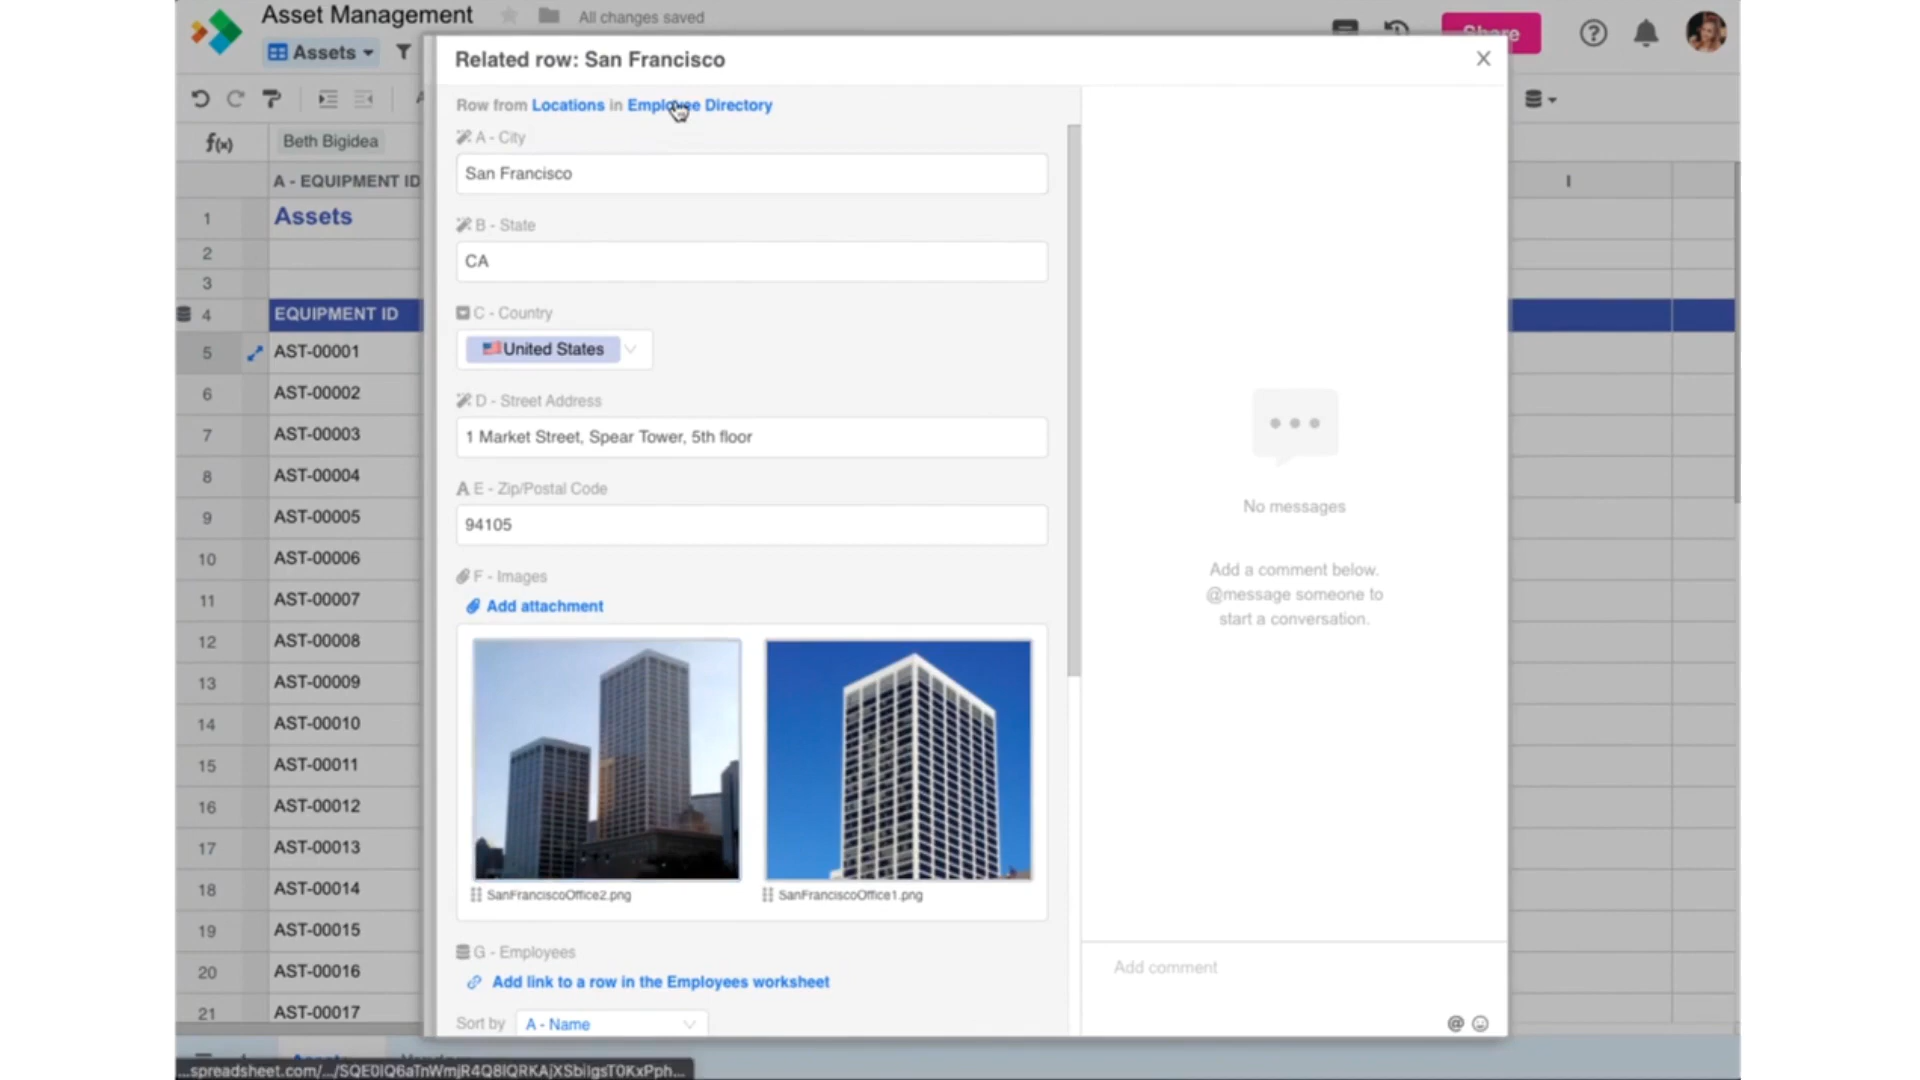 Asset Management
All changes saved
Assets
Share
Related row: San Francisco
Row from Locations in Employee Directory
f(x)
Beth Bigidea
A - EQUIPMENT ID
I
1 Assets
2
3
4 EQUIPMENT ID
5 AST-00001
6 AST-00002
7 AST-00003
8 AST-00004
9 AST-00005
10 AST-00006
11 AST-00007
12 AST-00008
13 AST-00009
14 AST-00010
15 AST-00011
16 AST-00012
17 AST-00013
18 AST-00014
19 AST-00015
20 AST-00016
21 AST-00017
A - City
San Francisco
B - State
CA
C - Country
United States
D - Street Address
1 Market Street, Spear Tower, 5th floor
A E - Zip/Postal Code
94105
F - Images
Add attachment
SanFranciscoOffice2.png
SanFranciscoOffice1.png
G - Employees
Add link to a row in the Employees worksheet
Sort by A - Name
No messages
Add a comment below.
@message someone to
start a conversation.
Add comment
@
Assets